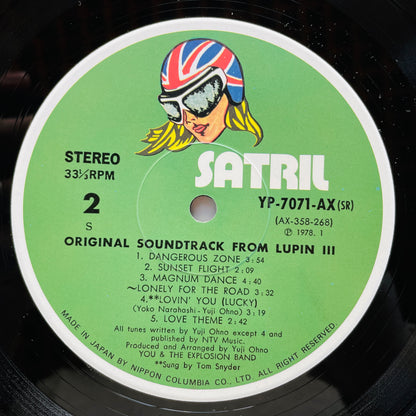 SATRIL
STEREO
33⅓RPM
YP-7071-AX(SR)
2
(AX-358-268)
S
Ⓟ 1978. 1
ORIGINAL SOUNDTRACK FROM LUPIN III
1. DANGEROUS ZONE 3:54
2. SUNSET FLIGHT 2:09
3. MAGNUM DANCE 4:40
~LONELY FOR THE ROAD 3:32
4.**LOVIN' YOU (LUCKY)
(Yoko Narahashi-Yuji Ohno) 3:10
5. LOVE THEME 2:42
All tunes written by Yuji Ohno except 4 and
published by NTV Music.
Produced and Arranged by Yuji Ohno
YOU & THE EXPLOSION BAND
**Sung by Tom Snyder
MADE IN JAPAN BY NIPPON COLUMBIA CO., LTD. ALL RIGHT RESERVED.